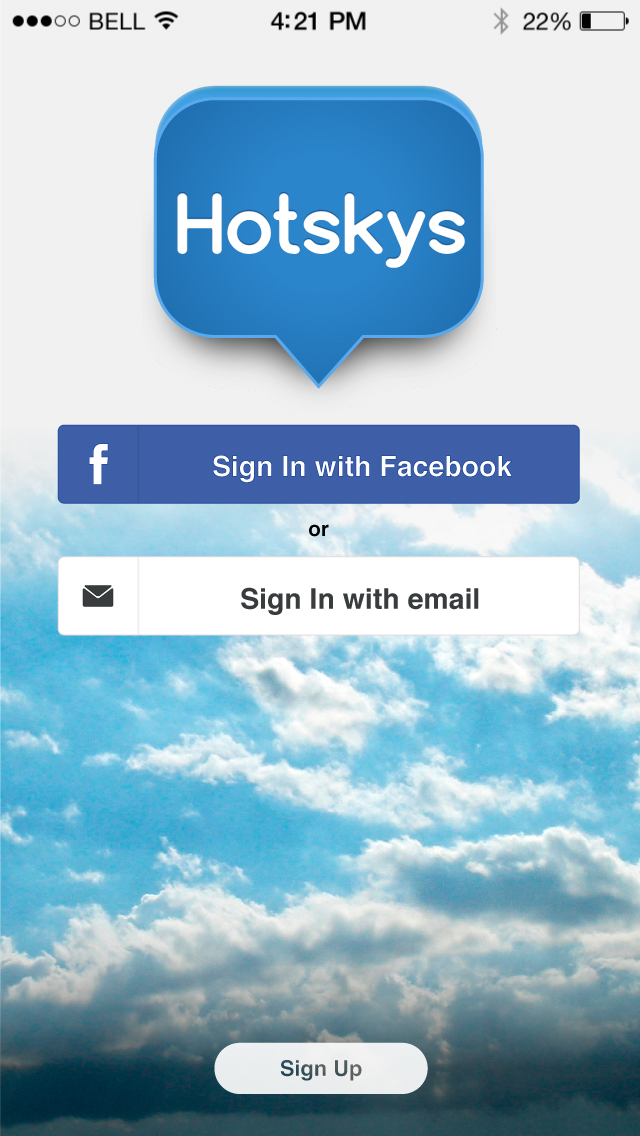 BELL 4:21 PM 22%
Hotskys
f Sign In with Facebook
or
Sign In with email
Sign Up